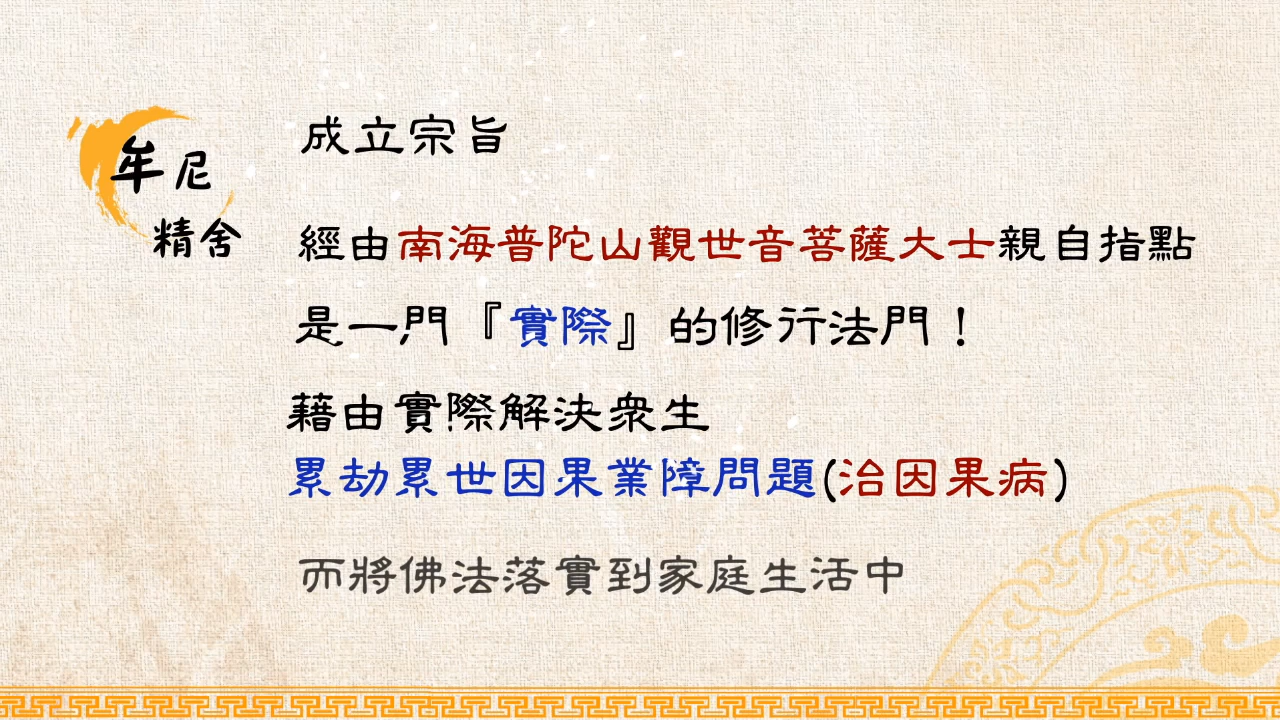 牟尼
精舍
成立宗旨
經由南海普陀山觀世音菩薩大士親自指點
是一門『實際』的修行法門！
藉由實際解決衆生
累劫累世因果業障問題(治因果病)
而將佛法落實到家庭生活中